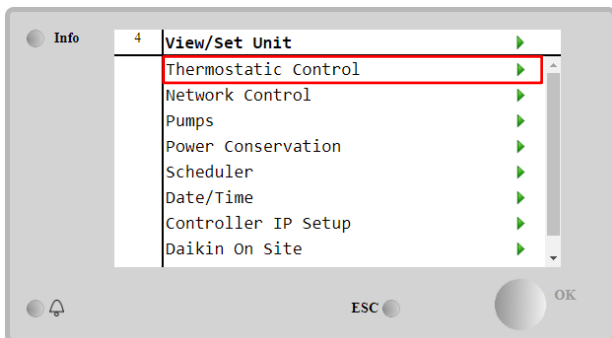 Info
4 View/Set Unit
Thermostatic Control
Network Control
Pumps
Power Conservation
Scheduler
Date/Time
Controller IP Setup
Daikin On Site
ESC
OK